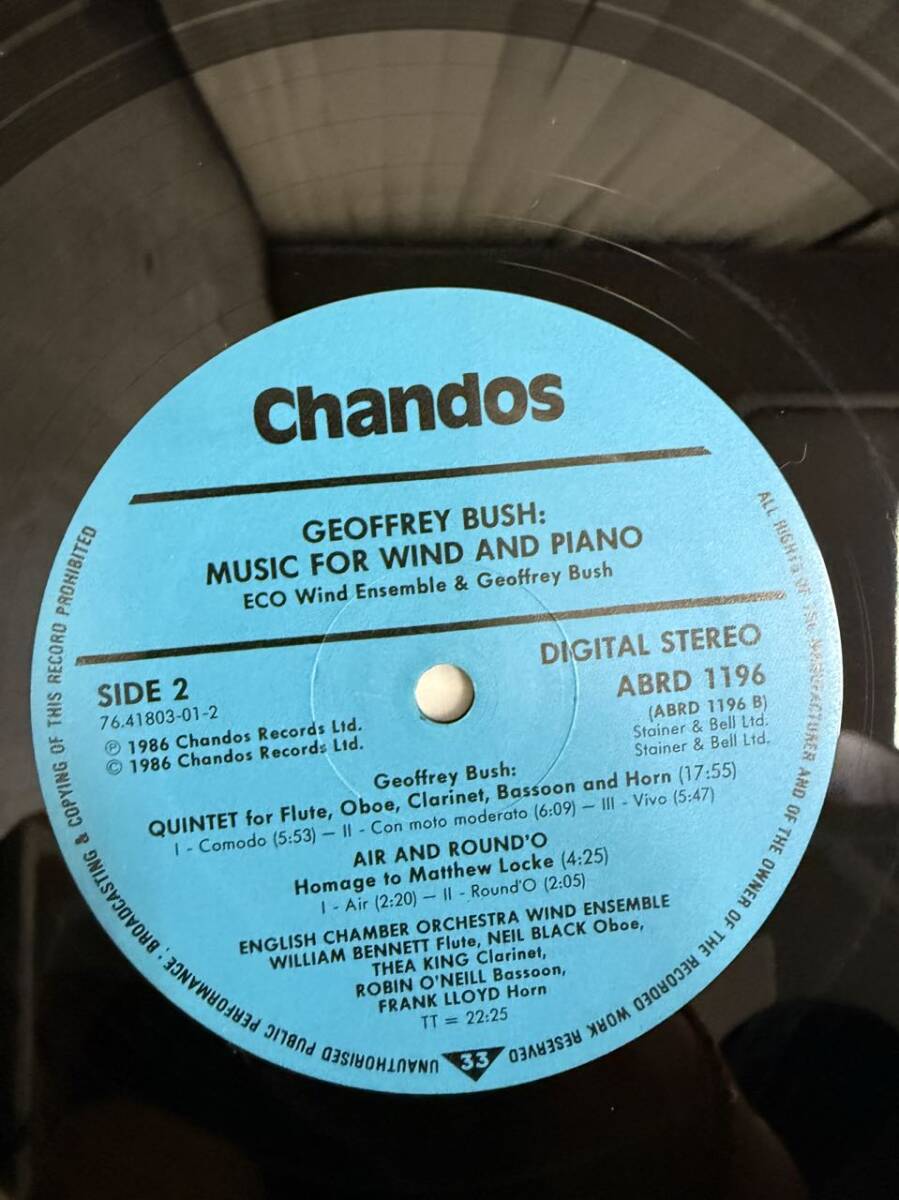 Chandos
GEOFFREY BUSH:
MUSIC FOR WIND AND PIANO
ECO Wind Ensemble & Geoffrey Bush
DIGITAL STEREO
SIDE 2
ABRD 1196
76.41803-01-2
(ABRD 1196 B)
℗ 1986 Chandos Records Ltd.
Stainer & Bell Ltd.
© 1986 Chandos Records Ltd.
Stainer & Bell Ltd.
Geoffrey Bush:
QUINTET for Flute, Oboe, Clarinet, Bassoon and Horn (17:55)
I - Comodo (5:53) — II - Con moto moderato (6:09) — III - Vivo (5:47)
AIR AND ROUND'O
Homage to Matthew Locke (4:25)
I - Air (2:20) — II - Round'O (2:05)
ENGLISH CHAMBER ORCHESTRA WIND ENSEMBLE
WILLIAM BENNETT Flute, NEIL BLACK Oboe,
THEA KING Clarinet,
ROBIN O'NEILL Bassoon,
FRANK LLOYD Horn
TT = 22:25
33
ALL RIGHTS OF THE MANUFACTURER AND OF THE OWNER OF THE RECORDED WORK RESERVED
UNAUTHORISED PUBLIC PERFORMANCE, BROADCASTING & COPYING OF THIS RECORD PROHIBITED